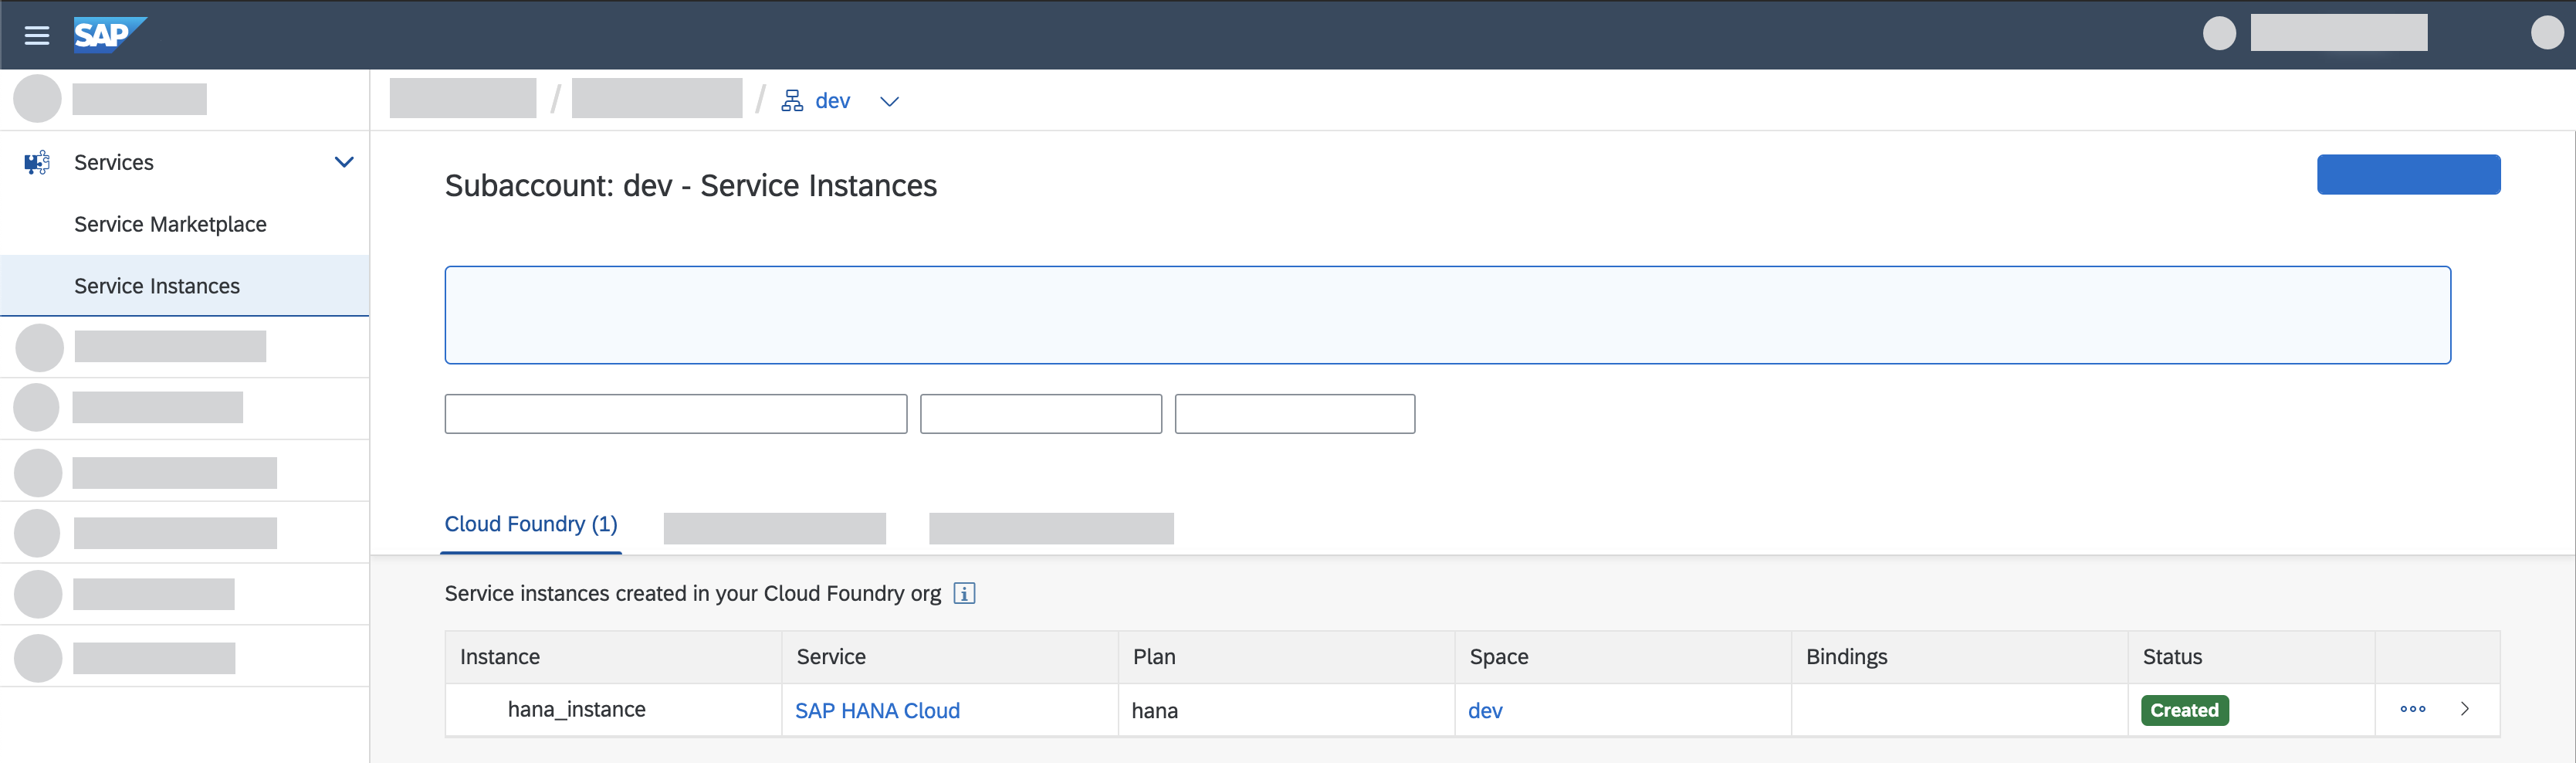 SAP
dev
Services
Service Marketplace
Service Instances
Subaccount: dev - Service Instances
Cloud Foundry (1)
Service instances created in your Cloud Foundry org
Instance Service Plan Space Bindings Status
hana_instance SAP HANA Cloud hana dev Created